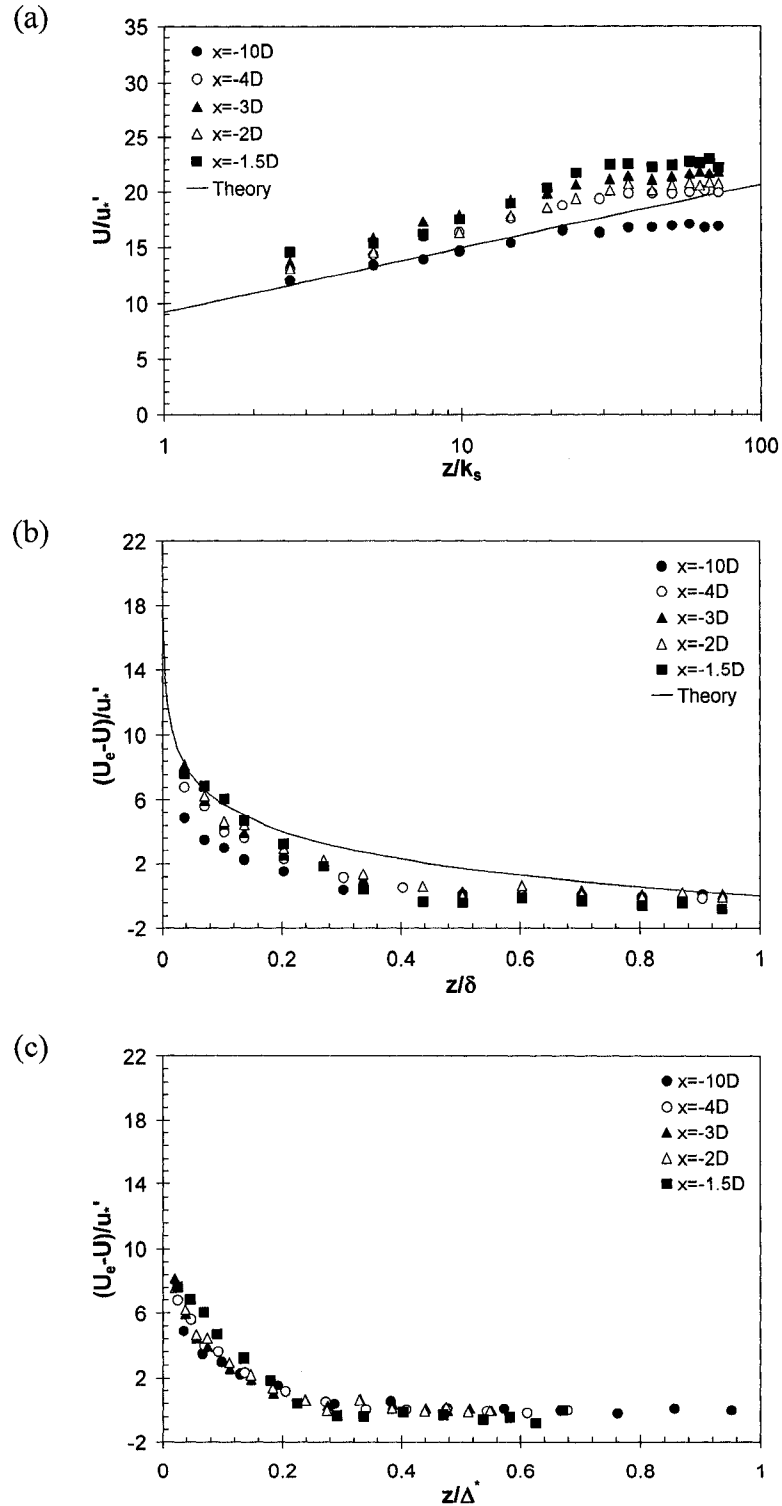 (a)
35
30
25
20
15
10
5
0
U/u*'
x=-10D
x=-4D
x=-3D
x=-2D
x=-1.5D
Theory
1
10
100
z/ks
(b)
22
18
14
10
6
2
-2
(Ue-U)/u*'
x=-10D
x=-4D
x=-3D
x=-2D
x=-1.5D
Theory
0
0.2
0.4
0.6
0.8
1
z/δ
(c)
22
18
14
10
6
2
-2
(Ue-U)/u*'
x=-10D
x=-4D
x=-3D
x=-2D
x=-1.5D
0
0.2
0.4
0.6
0.8
1
z/Δ*